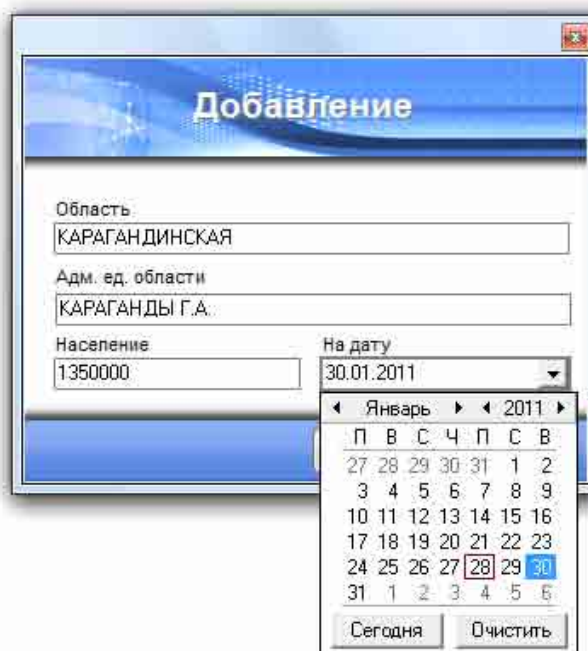 Добавление
Область
КАРАГАНДИНСКАЯ
Адм. ед. области
КАРАГАНДЫ Г.А.
Население
На дату
1350000
30.01.2011
Январь 2011
П В С Ч П С В
27 28 29 30 31 1 2
3 4 5 6 7 8 9
10 11 12 13 14 15 16
17 18 19 20 21 22 23
24 25 26 27 28 29 30
31 1 2 3 4 5 6
Сегодня Очистить